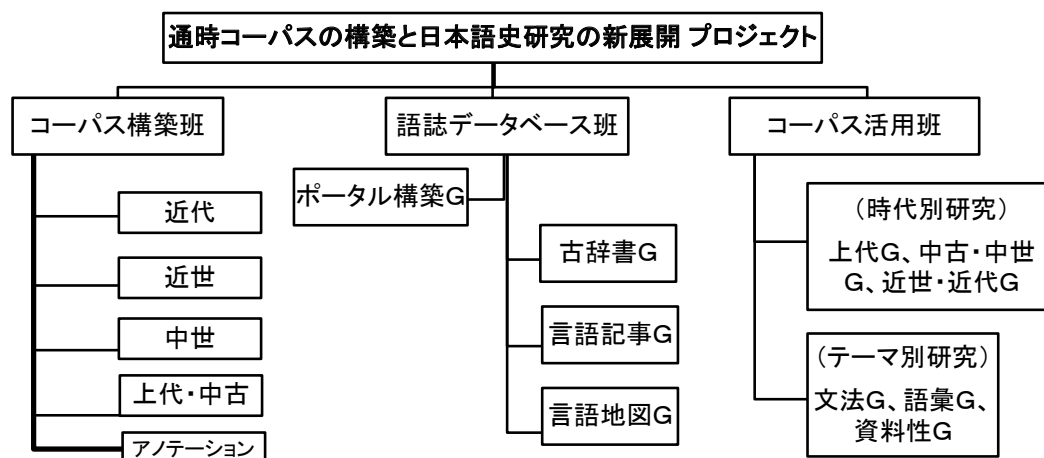 通時コーパスの構築と日本語史研究の新展開 プロジェクト
コーパス構築班
近代
近世
中世
上代・中古
アノテーション
語誌データベース班
ポータル構築G
古辞書G
言語記事G
言語地図G
コーパス活用班
（時代別研究）
上代G、中古・中世
G、近世・近代G
（テーマ別研究）
文法G、語彙G、
資料性G